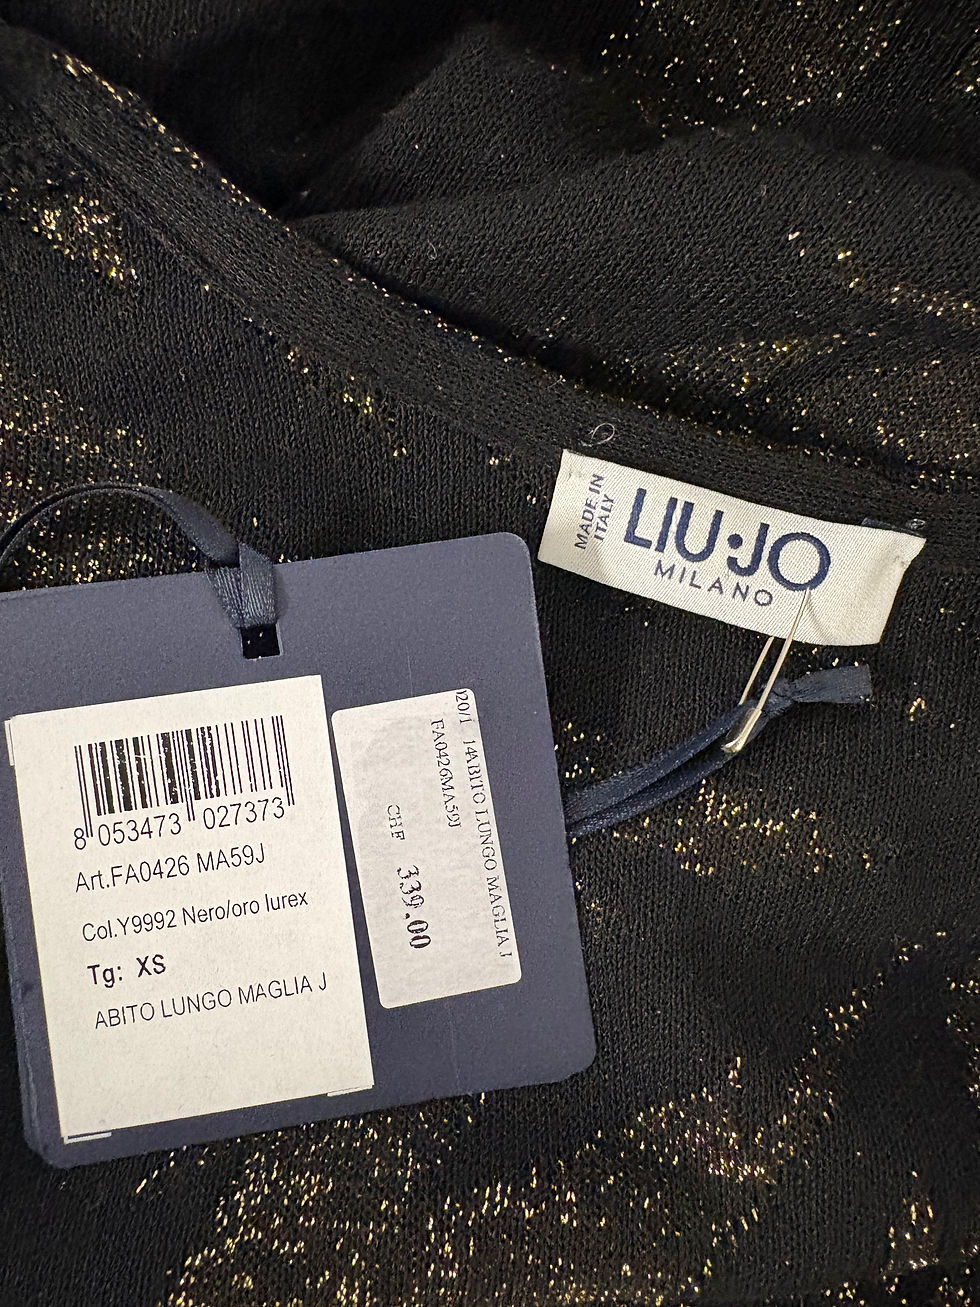 MADE IN
ITALY
LIU·JO
MILANO
8 053473 027373
Art.FA0426 MA59J
Col.Y9992 Nero/oro lurex
Tg: XS
ABITO LUNGO MAGLIA J
14ABITO LUNGO MAGLIA J
FA0426MA59J
CHF 339.00